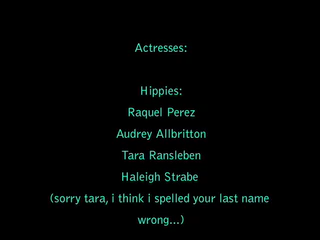 Actresses:
Hippies:
Raquel Perez
Audrey Allbritton
Tara Ransleben
Haleigh Strabe
(sorry tara, i think i spelled your last name
wrong...)